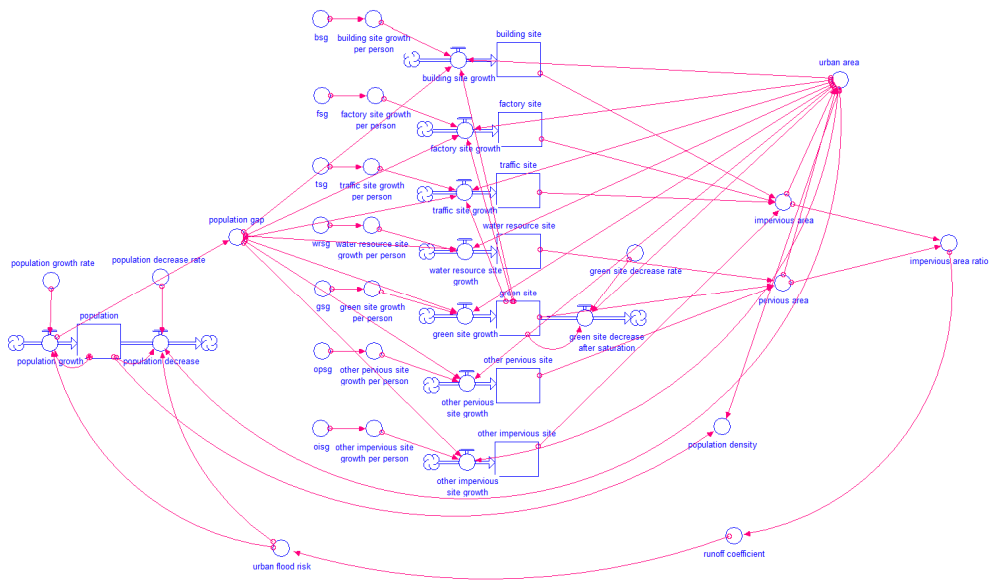 building site
bsg
building site growth
per person
building site growth
urban area
factory site
fsg
factory site growth
per person
factory site growth
traffic site
tsg
traffic site growth
per person
traffic site growth
population gap
impervious area
water resource site
wrsg
water resource site
growth per person
water resource site
growth
green site decrease rate
impervious area ratio
population growth rate
population decrease rate
green site
gsg
green site growth
per person
green site growth
pervious area
green site decrease
after saturation
population
population growth
population decrease
other pervious site
opsg
other pervious site
growth per person
other pervious
site growth
other impervious site
oisg
other impervious site
growth per person
other impervious
site growth
population density
runoff coefficient
urban flood risk